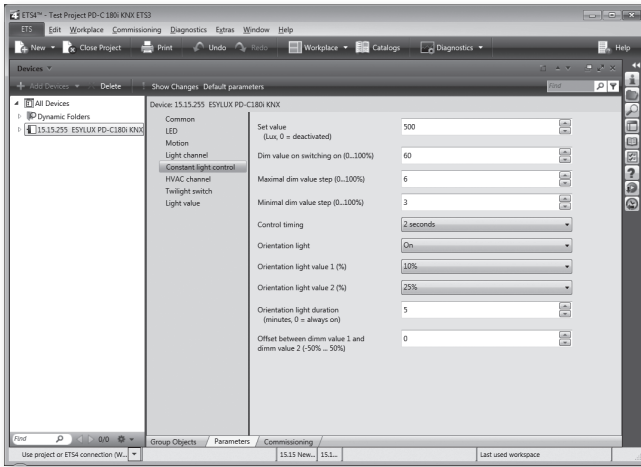 ETS4™ - Test Project PD-C 180i KNX ETS3
ETS Edit Workplace Commissioning Diagnostics Extras Window Help
New Close Project Print Undo Redo Workplace Catalogs Diagnostics Help
Devices
Add Devices Delete Show Changes Default parameters Find
All Devices
Dynamic Folders
15.15.255 ESYLUX PD-C180i KNX
Device: 15.15.255 ESYLUX PD-C180i KNX
Common
LED
Motion
Light channel
Constant light control
HVAC channel
Twilight switch
Light value
Set value 500
(Lux, 0 = deactivated)
Dim value on switching on (0...100%) 60
Maximal dim value step (0...100%) 6
Minimal dim value step (0...100%) 3
Control timing 2 seconds
Orientation light On
Orientation light value 1 (%) 10%
Orientation light value 2 (%) 25%
Orientation light duration 5
(minutes, 0 = always on)
Offset between dimm value 1 and 0
dimm value 2 (-50% ... 50%)
Find 0/0
Group Objects Parameters Commissioning
Use project or ETS4 connection (W... 15.15 New... 15.1... Last used workspace